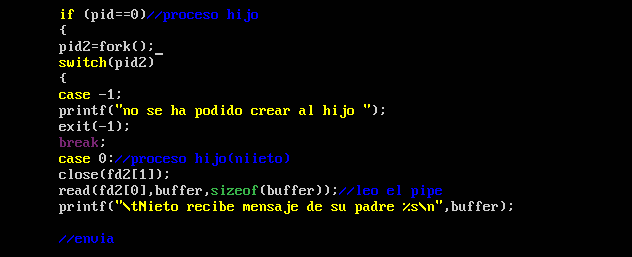 if (pid==0)//proceso hijo
{
pid2=fork();_
switch(pid2)
{
case -1;
printf("no se ha podido crear al hijo ");
exit(-1);
break;
case 0://proceso hijo(nileto)
close(fd2[1]);
read(fd2[0],buffer,sizeof(buffer));//leo el pipe
printf("\tNieto recibe mensaje de su padre %s\n",buffer);
//envia